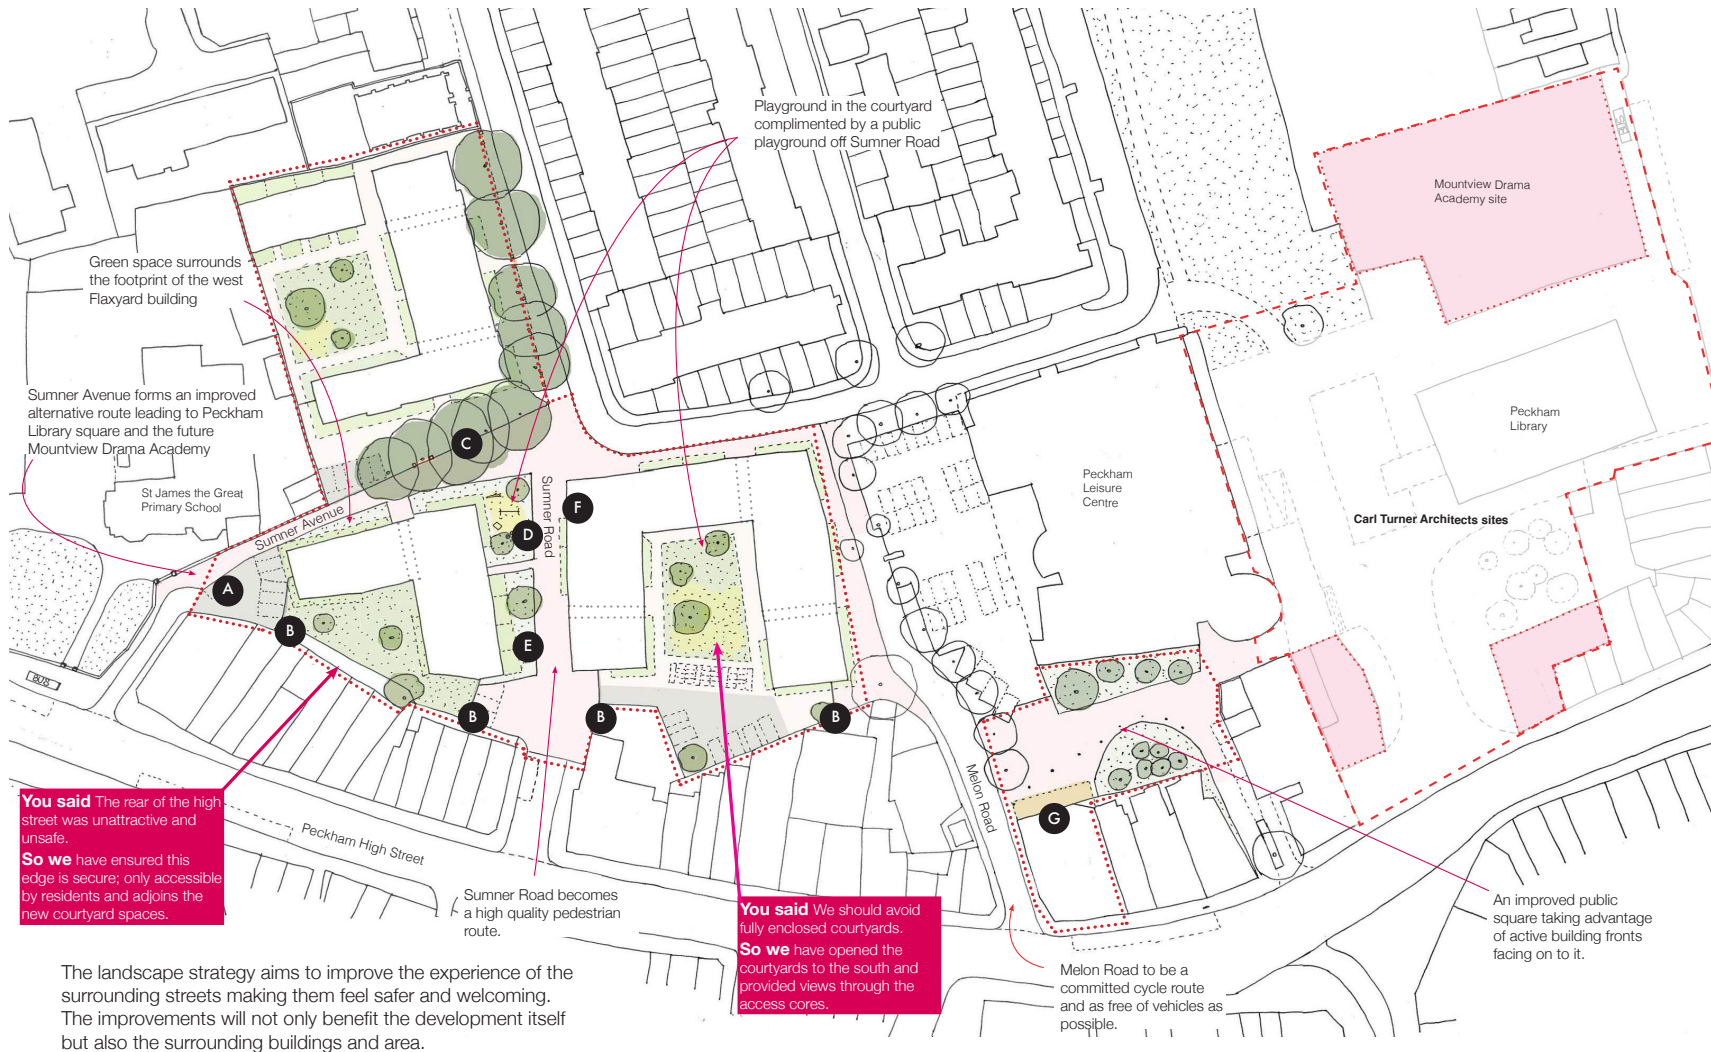 Playground in the courtyard
complimented by a public
playground off Sumner Road
Mountview Drama
Academy site
Green space surrounds
the footprint of the west
Flaxyard building
Sumner Avenue forms an improved
alternative route leading to Peckham
Library square and the future
Mountview Drama Academy
St James the Great
Primary School
Sumner Avenue
Sumner Road
Peckham
Library
Peckham
Leisure
Centre
Carl Turner Architects sites
A
B
C
D
E
F
B
B
B
G
BUS
Peckham High Street
Melon Road
You said The rear of the high
street was unattractive and
unsafe.
So we have ensured this
edge is secure; only accessible
by residents and adjoins the
new courtyard spaces.
Sumner Road becomes
a high quality pedestrian
route.
You said We should avoid
fully enclosed courtyards.
So we have opened the
courtyards to the south and
provided views through the
access cores.
Melon Road to be a
committed cycle route
and as free of vehicles as
possible.
An improved public
square taking advantage
of active building fronts
facing on to it.
The landscape strategy aims to improve the experience of the
surrounding streets making them feel safer and welcoming.
The improvements will not only benefit the development itself
but also the surrounding buildings and area.